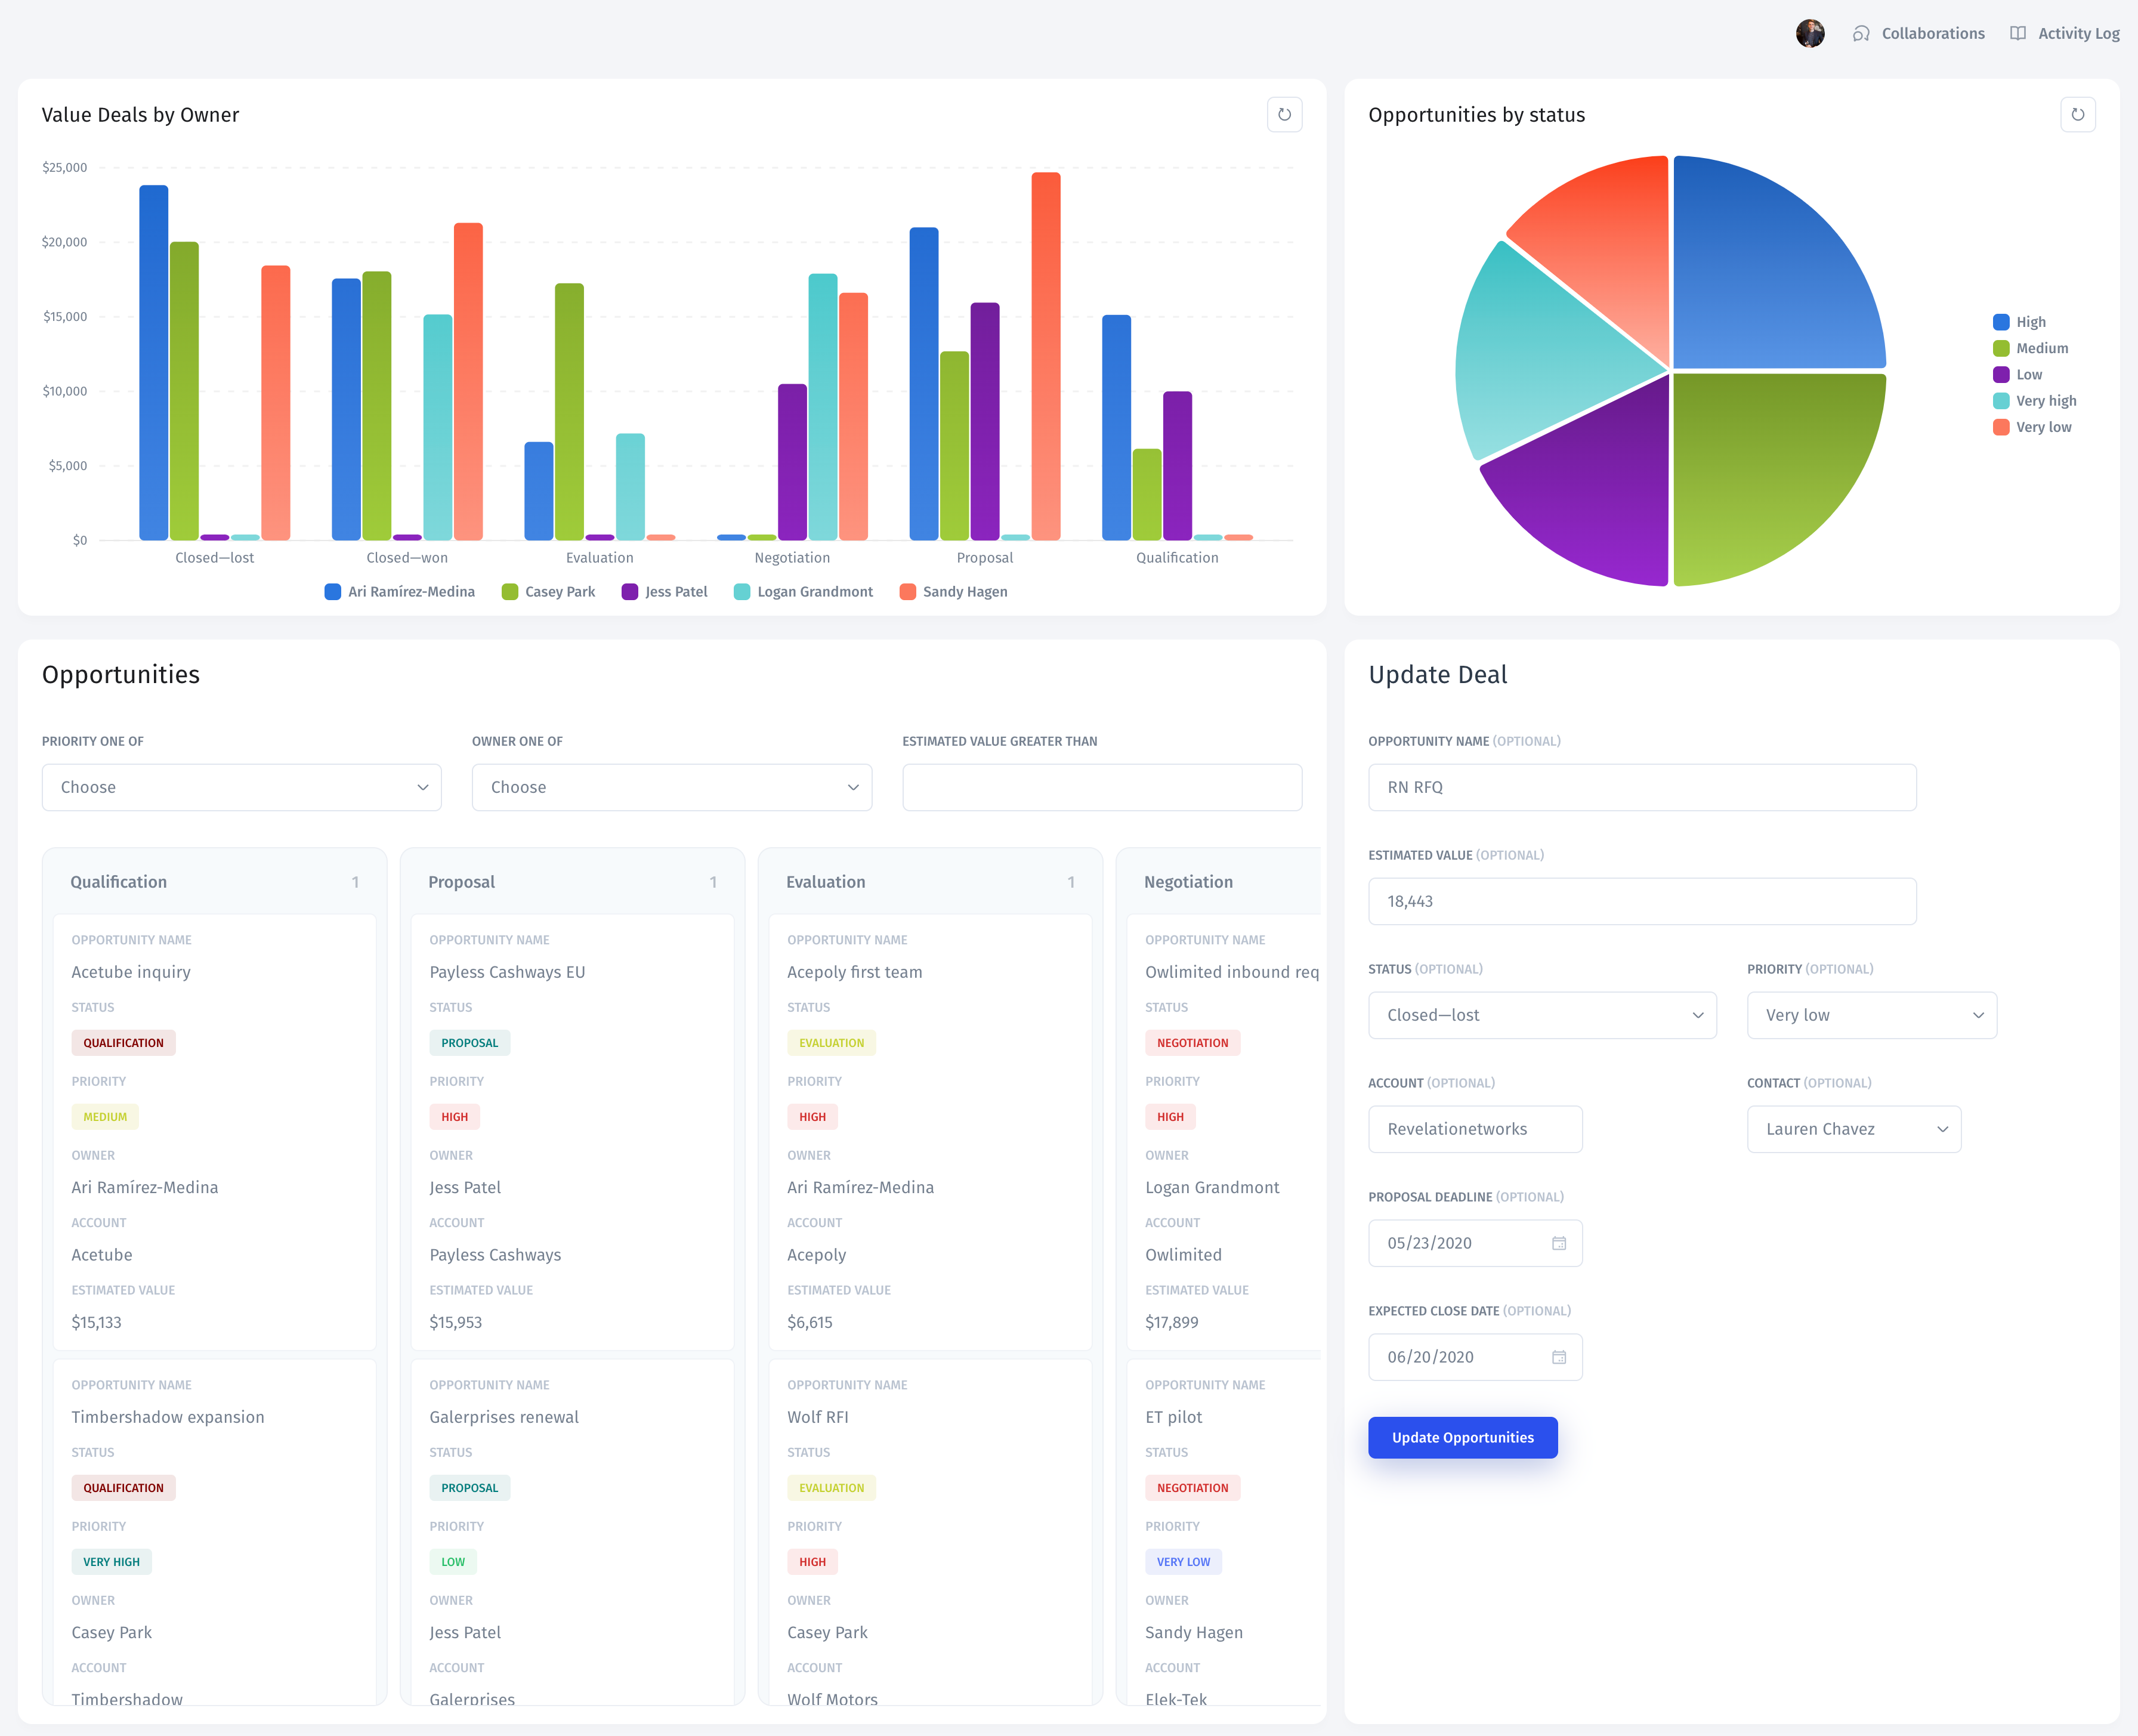 Collaborations
Activity Log
Value Deals by Owner
$25,000
$20,000
$15,000
$10,000
$5,000
$0
Closed—lost
Closed—won
Evaluation
Negotiation
Proposal
Qualification
Ari Ramírez-Medina
Casey Park
Jess Patel
Logan Grandmont
Sandy Hagen
Opportunities by status
High
Medium
Low
Very high
Very low
Opportunities
PRIORITY ONE OF
OWNER ONE OF
ESTIMATED VALUE GREATER THAN
Choose
Choose
Qualification 1
OPPORTUNITY NAME
Acetube inquiry
STATUS
QUALIFICATION
PRIORITY
MEDIUM
OWNER
Ari Ramírez-Medina
ACCOUNT
Acetube
ESTIMATED VALUE
$15,133
OPPORTUNITY NAME
Timbershadow expansion
STATUS
QUALIFICATION
PRIORITY
VERY HIGH
OWNER
Casey Park
ACCOUNT
Timbershadow
Proposal 1
OPPORTUNITY NAME
Payless Cashways EU
STATUS
PROPOSAL
PRIORITY
HIGH
OWNER
Jess Patel
ACCOUNT
Payless Cashways
ESTIMATED VALUE
$15,953
OPPORTUNITY NAME
Galerprises renewal
STATUS
PROPOSAL
PRIORITY
LOW
OWNER
Jess Patel
ACCOUNT
Galerprises
Evaluation 1
OPPORTUNITY NAME
Acepoly first team
STATUS
EVALUATION
PRIORITY
HIGH
OWNER
Ari Ramírez-Medina
ACCOUNT
Acepoly
ESTIMATED VALUE
$6,615
OPPORTUNITY NAME
Wolf RFI
STATUS
EVALUATION
PRIORITY
HIGH
OWNER
Casey Park
ACCOUNT
Wolf Motors
Negotiation
OPPORTUNITY NAME
Owlimited inbound req
STATUS
NEGOTIATION
PRIORITY
HIGH
OWNER
Logan Grandmont
ACCOUNT
Owlimited
ESTIMATED VALUE
$17,899
OPPORTUNITY NAME
ET pilot
STATUS
NEGOTIATION
PRIORITY
VERY LOW
OWNER
Sandy Hagen
ACCOUNT
Elek-Tek
Update Deal
OPPORTUNITY NAME (OPTIONAL)
RN RFQ
ESTIMATED VALUE (OPTIONAL)
18,443
STATUS (OPTIONAL)
Closed—lost
PRIORITY (OPTIONAL)
Very low
ACCOUNT (OPTIONAL)
Revelationetworks
CONTACT (OPTIONAL)
Lauren Chavez
PROPOSAL DEADLINE (OPTIONAL)
05/23/2020
EXPECTED CLOSE DATE (OPTIONAL)
06/20/2020
Update Opportunities